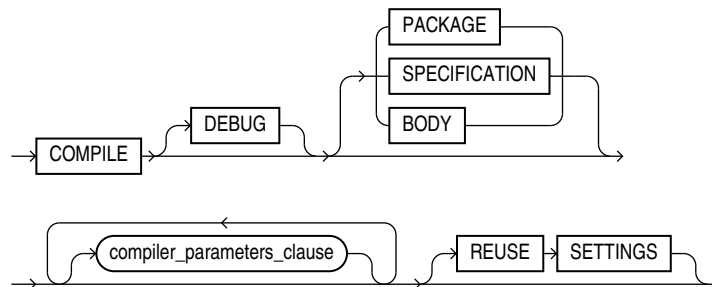 PACKAGE
SPECIFICATION
BODY
DEBUG
COMPILE
compiler_parameters_clause
REUSE SETTINGS